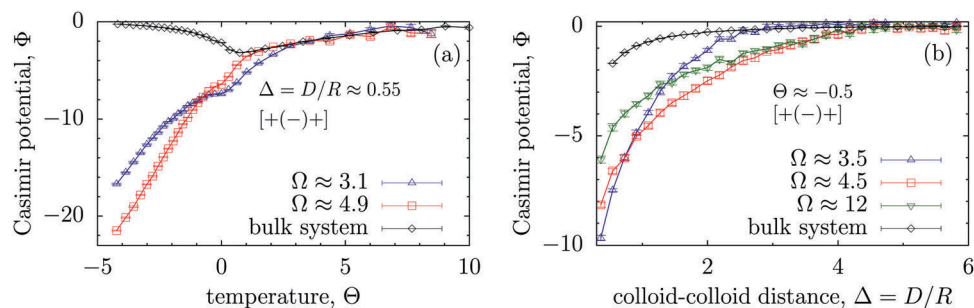 0
−10
−20
Casimir potential, Φ
(a)
Δ = D/R ≈ 0.55
[+(−)+]
Ω ≈ 3.1
Ω ≈ 4.9
bulk system
−5 0 5 10
temperature, Θ
0
−5
−10
Casimir potential, Φ
(b)
Θ ≈ −0.5
[+(−)+]
Ω ≈ 3.5
Ω ≈ 4.5
Ω ≈ 12
bulk system
2 4 6
colloid-colloid distance, Δ = D/R